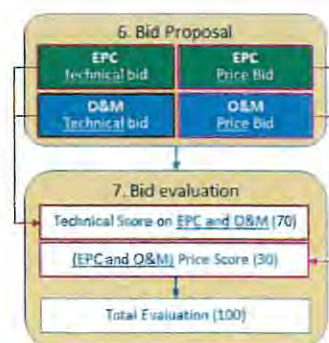 6. Bid Proposal
EPC
Technical bid
EPC
Price Bid
O&M
Technical bid
O&M
Price Bid
7. Bid evaluation
Technical Score on EPC and O&M (70)
(EPC and O&M) Price Score (30)
Total Evaluation (100)